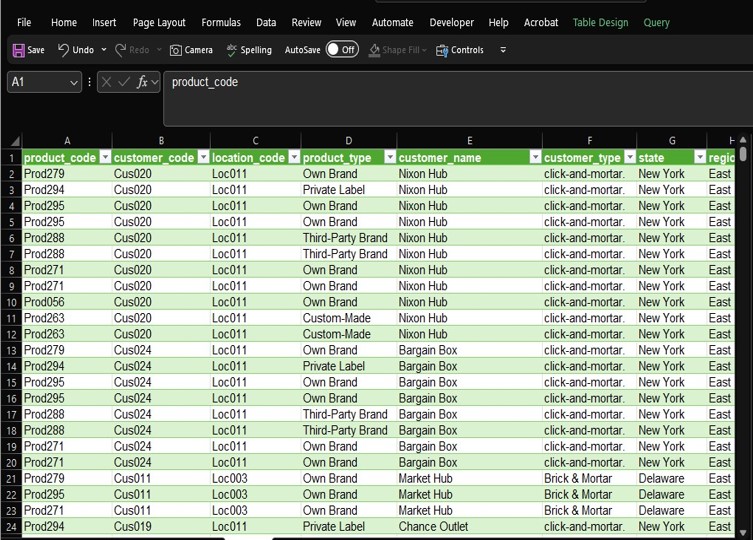 File Home Insert Page Layout Formulas Data Review View Automate Developer Help Acrobat Table Design Query
Save Undo Redo Camera abc Spelling AutoSave Off Shape Fill Controls
A1 fx product_code
A B C D E F G H
1 product_code customer_code location_code product_type customer_name customer_type state regio
2 Prod279 Cus020 Loc011 Own Brand Nixon Hub click-and-mortar. New York East
3 Prod294 Cus020 Loc011 Private Label Nixon Hub click-and-mortar. New York East
4 Prod295 Cus020 Loc011 Own Brand Nixon Hub click-and-mortar. New York East
5 Prod295 Cus020 Loc011 Own Brand Nixon Hub click-and-mortar. New York East
6 Prod288 Cus020 Loc011 Third-Party Brand Nixon Hub click-and-mortar. New York East
7 Prod288 Cus020 Loc011 Third-Party Brand Nixon Hub click-and-mortar. New York East
8 Prod271 Cus020 Loc011 Own Brand Nixon Hub click-and-mortar. New York East
9 Prod271 Cus020 Loc011 Own Brand Nixon Hub click-and-mortar. New York East
10 Prod056 Cus020 Loc011 Own Brand Nixon Hub click-and-mortar. New York East
11 Prod263 Cus020 Loc011 Custom-Made Nixon Hub click-and-mortar. New York East
12 Prod263 Cus020 Loc011 Custom-Made Nixon Hub click-and-mortar. New York East
13 Prod279 Cus024 Loc011 Own Brand Bargain Box click-and-mortar. New York East
14 Prod294 Cus024 Loc011 Private Label Bargain Box click-and-mortar. New York East
15 Prod295 Cus024 Loc011 Own Brand Bargain Box click-and-mortar. New York East
16 Prod295 Cus024 Loc011 Own Brand Bargain Box click-and-mortar. New York East
17 Prod288 Cus024 Loc011 Third-Party Brand Bargain Box click-and-mortar. New York East
18 Prod288 Cus024 Loc011 Third-Party Brand Bargain Box click-and-mortar. New York East
19 Prod271 Cus024 Loc011 Own Brand Bargain Box click-and-mortar. New York East
20 Prod271 Cus024 Loc011 Own Brand Bargain Box click-and-mortar. New York East
21 Prod279 Cus011 Loc003 Own Brand Market Hub Brick & Mortar Delaware East
22 Prod295 Cus011 Loc003 Own Brand Market Hub Brick & Mortar Delaware East
23 Prod271 Cus011 Loc003 Own Brand Market Hub Brick & Mortar Delaware East
24 Prod294 Cus019 Loc011 Private Label Chance Outlet click-and-mortar. New York East